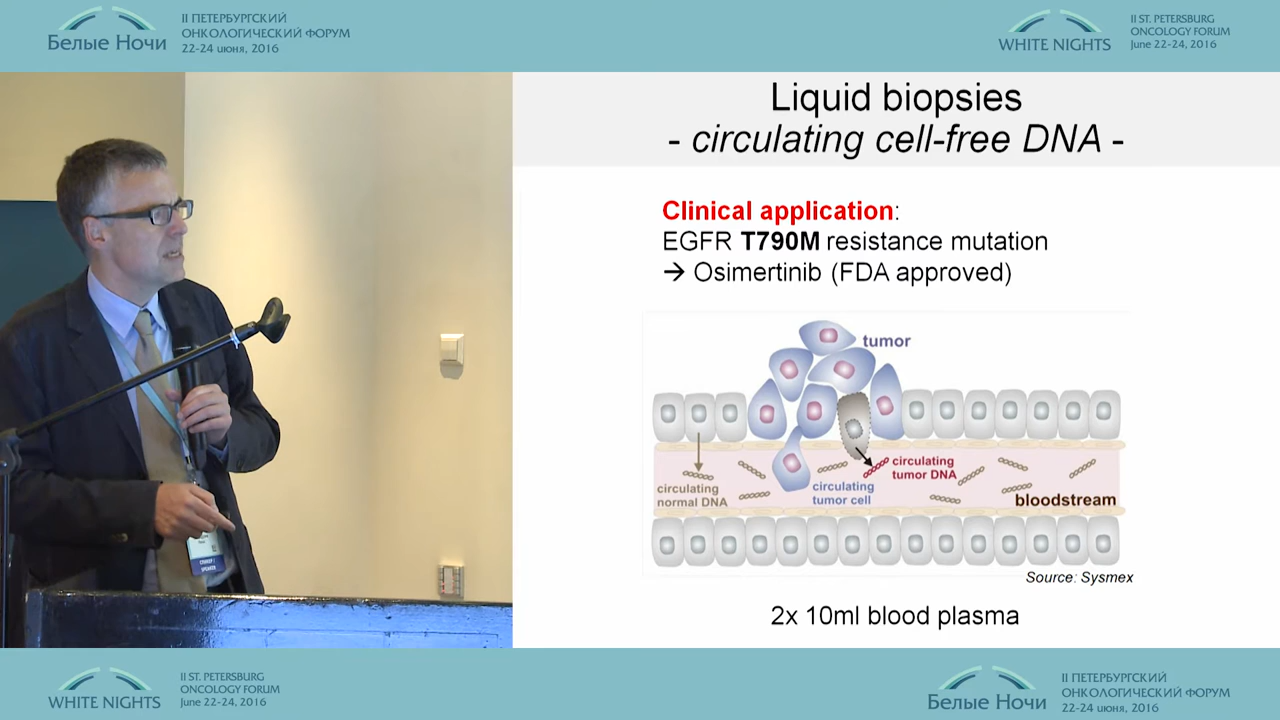 Белые Ночи
II ПЕТЕРБУРГСКИЙ
ОНКОЛОГИЧЕСКИЙ ФОРУМ
22-24 июня, 2016
WHITE NIGHTS
II ST. PETERSBURG
ONCOLOGY FORUM
June 22-24, 2016
Liquid biopsies
- circulating cell-free DNA -
Clinical application:
EGFR T790M resistance mutation
→ Osimertinib (FDA approved)
tumor
circulating
normal DNA
circulating
tumor cell
circulating
tumor DNA
bloodstream
Source: Sysmex
2x 10ml blood plasma
СПИКЕР /
SPEAKER
WHITE NIGHTS
II ST. PETERSBURG
ONCOLOGY FORUM
June 22-24, 2016
Белые Ночи
II ПЕТЕРБУРГСКИЙ
ОНКОЛОГИЧЕСКИЙ ФОРУМ
22-24 июня, 2016